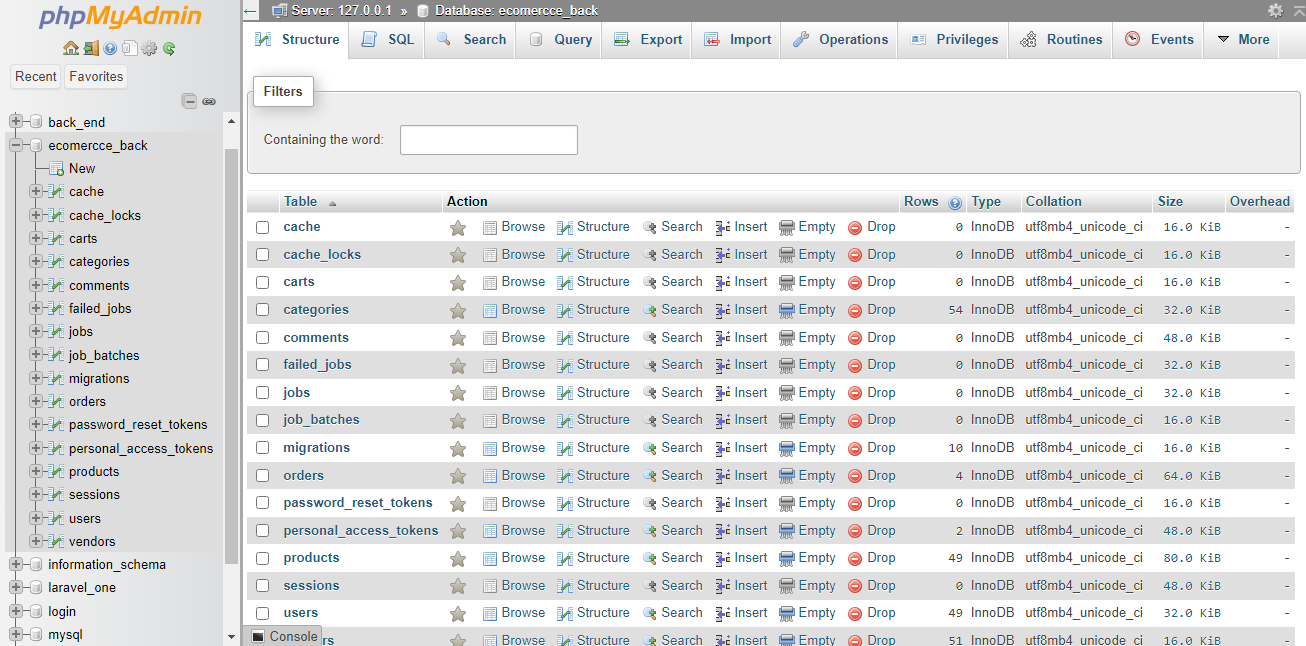 phpMyAdmin
Recent Favorites
back_end
ecomercce_back
New
cache
cache_locks
carts
categories
comments
failed_jobs
jobs
job_batches
migrations
orders
password_reset_tokens
personal_access_tokens
products
sessions
users
vendors
information_schema
laravel_one
login
mysql
Server: 127.0.0.1 » Database: ecomercce_back
Structure SQL Search Query Export Import Operations Privileges Routines Events More
Filters
Containing the word:
Table Action Rows Type Collation Size Overhead
cache Browse Structure Search Insert Empty Drop 0 InnoDB utf8mb4_unicode_ci 16.0 KiB -
cache_locks Browse Structure Search Insert Empty Drop 0 InnoDB utf8mb4_unicode_ci 16.0 KiB -
carts Browse Structure Search Insert Empty Drop 0 InnoDB utf8mb4_unicode_ci 16.0 KiB -
categories Browse Structure Search Insert Empty Drop 54 InnoDB utf8mb4_unicode_ci 32.0 KiB -
comments Browse Structure Search Insert Empty Drop 0 InnoDB utf8mb4_unicode_ci 48.0 KiB -
failed_jobs Browse Structure Search Insert Empty Drop 0 InnoDB utf8mb4_unicode_ci 32.0 KiB -
jobs Browse Structure Search Insert Empty Drop 0 InnoDB utf8mb4_unicode_ci 32.0 KiB -
job_batches Browse Structure Search Insert Empty Drop 0 InnoDB utf8mb4_unicode_ci 16.0 KiB -
migrations Browse Structure Search Insert Empty Drop 10 InnoDB utf8mb4_unicode_ci 16.0 KiB -
orders Browse Structure Search Insert Empty Drop 4 InnoDB utf8mb4_unicode_ci 64.0 KiB -
password_reset_tokens Browse Structure Search Insert Empty Drop 0 InnoDB utf8mb4_unicode_ci 16.0 KiB -
personal_access_tokens Browse Structure Search Insert Empty Drop 2 InnoDB utf8mb4_unicode_ci 48.0 KiB -
products Browse Structure Search Insert Empty Drop 49 InnoDB utf8mb4_unicode_ci 80.0 KiB -
sessions Browse Structure Search Insert Empty Drop 0 InnoDB utf8mb4_unicode_ci 48.0 KiB -
users Browse Structure Search Insert Empty Drop 49 InnoDB utf8mb4_unicode_ci 32.0 KiB -
Console
rs Browse Structure Search Insert Empty Drop 51 InnoDB utf8mb4_unicode_ci 16.0 KiB -